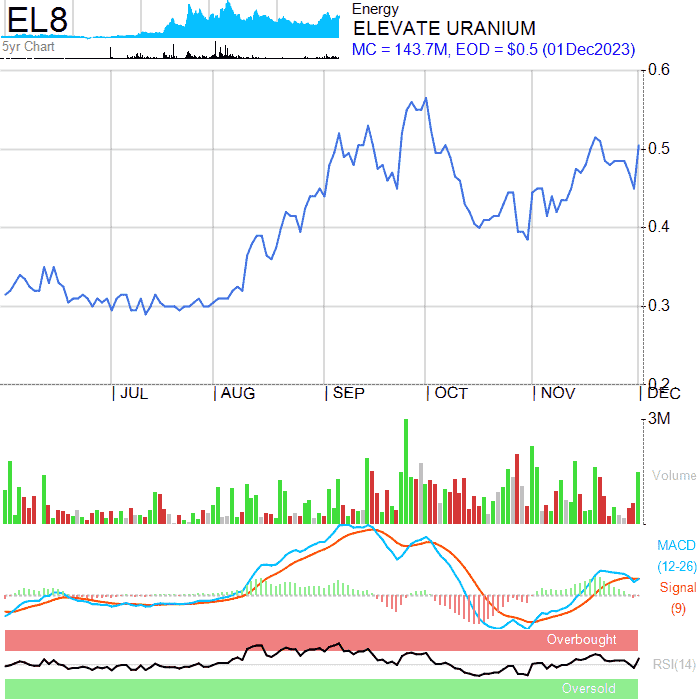 EL8
5yr Chart
Energy
ELEVATE URANIUM
MC = 143.7M, EOD = $0.5 (01Dec2023)
0.6
0.5
0.4
0.3
0.2
JUL
AUG
SEP
OCT
NOV
DEC
3M
Volume
MACD
(12-26)
Signal
(9)
Overbought
RSI(14)
Oversold